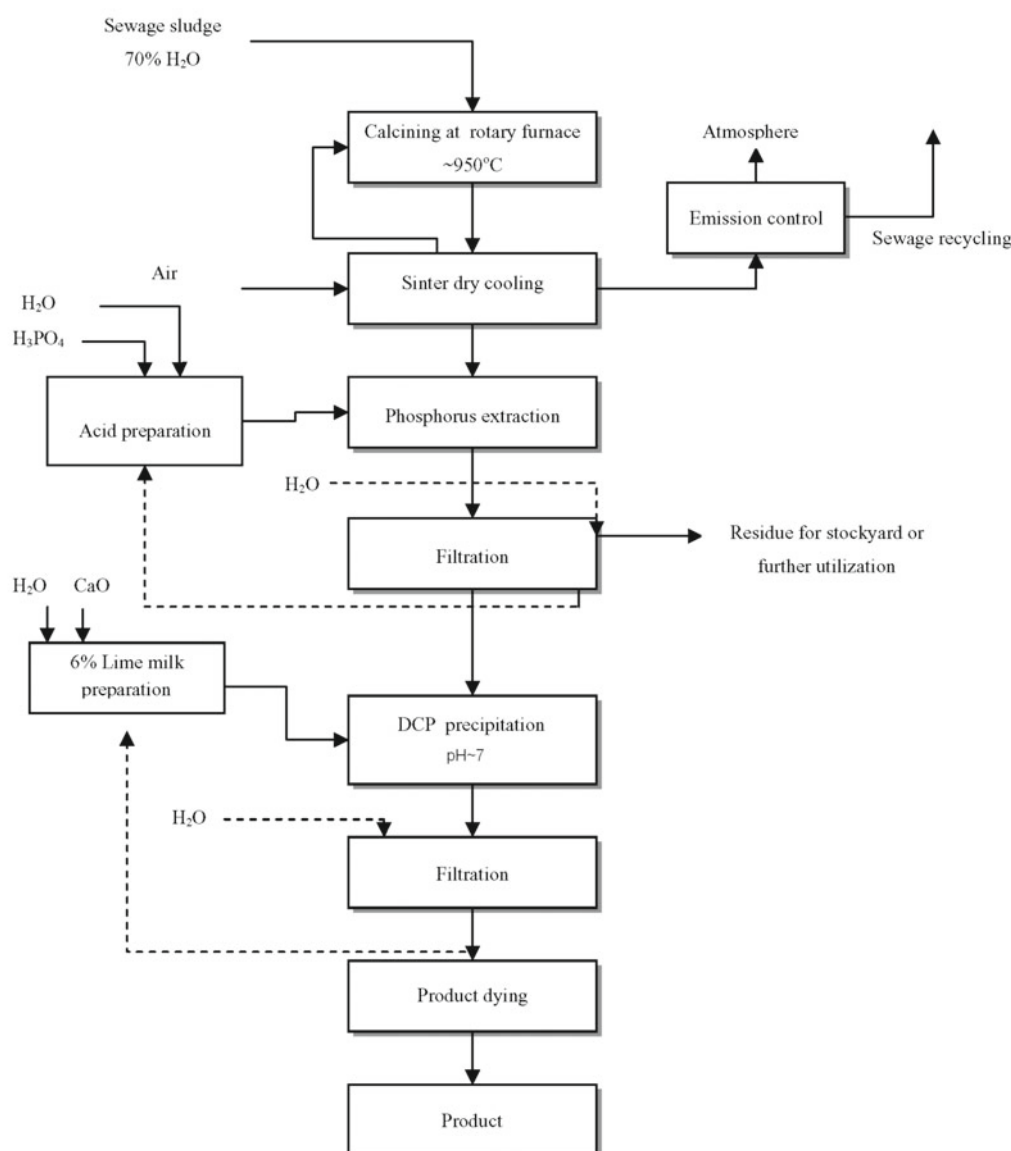 Sewage sludge
70% H₂O
Calcining at rotary furnace
~950°C
Atmosphere
Emission control
Sewage recycling
Air
Sinter dry cooling
H₂O
H₃PO₄
Acid preparation
Phosphorus extraction
H₂O
Filtration
Residue for stockyard or
further utilization
H₂O
CaO
6% Lime milk
preparation
DCP precipitation
pH~7
H₂O
Filtration
Product dying
Product